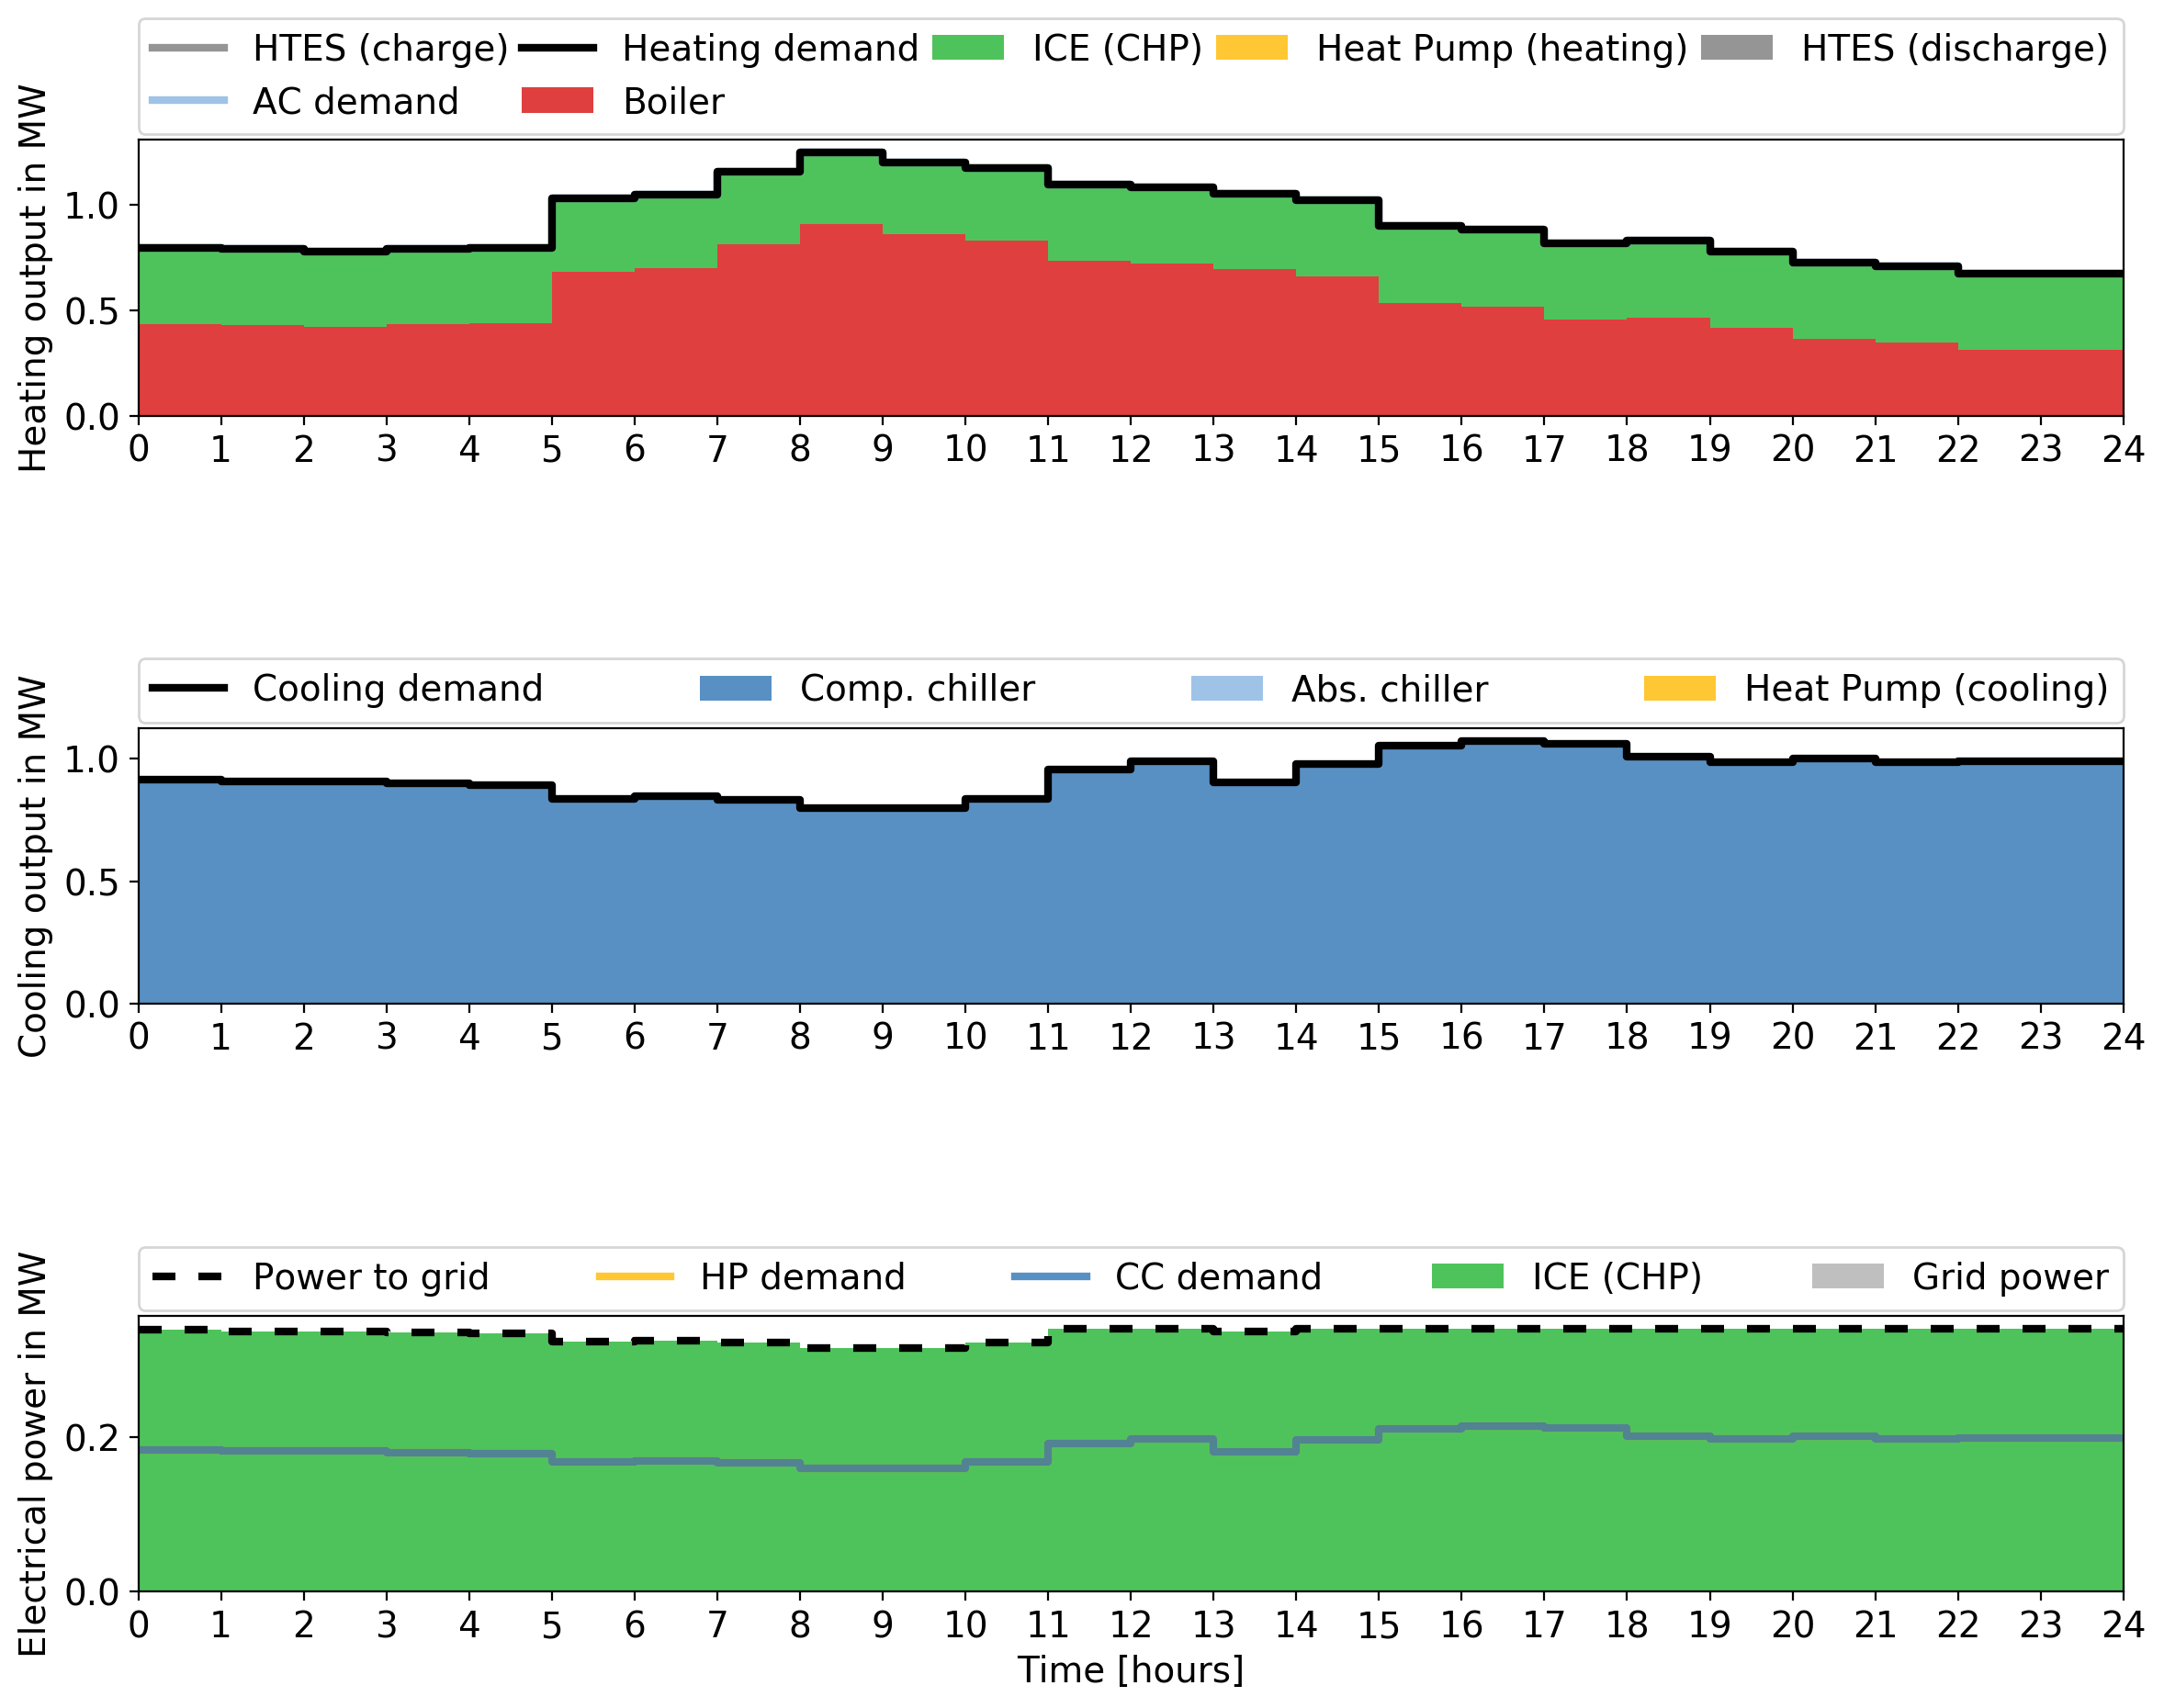 HTES (charge) Heating demand ICE (CHP) Heat Pump (heating) HTES (discharge)
AC demand Boiler
Heating output in MW
1.0
0.5
0.0
0 1 2 3 4 5 6 7 8 9 10 11 12 13 14 15 16 17 18 19 20 21 22 23 24
Cooling demand Comp. chiller Abs. chiller Heat Pump (cooling)
Cooling output in MW
1.0
0.5
0.0
0 1 2 3 4 5 6 7 8 9 10 11 12 13 14 15 16 17 18 19 20 21 22 23 24
Power to grid HP demand CC demand ICE (CHP) Grid power
Electrical power in MW
0.2
0.0
0 1 2 3 4 5 6 7 8 9 10 11 12 13 14 15 16 17 18 19 20 21 22 23 24
Time [hours]